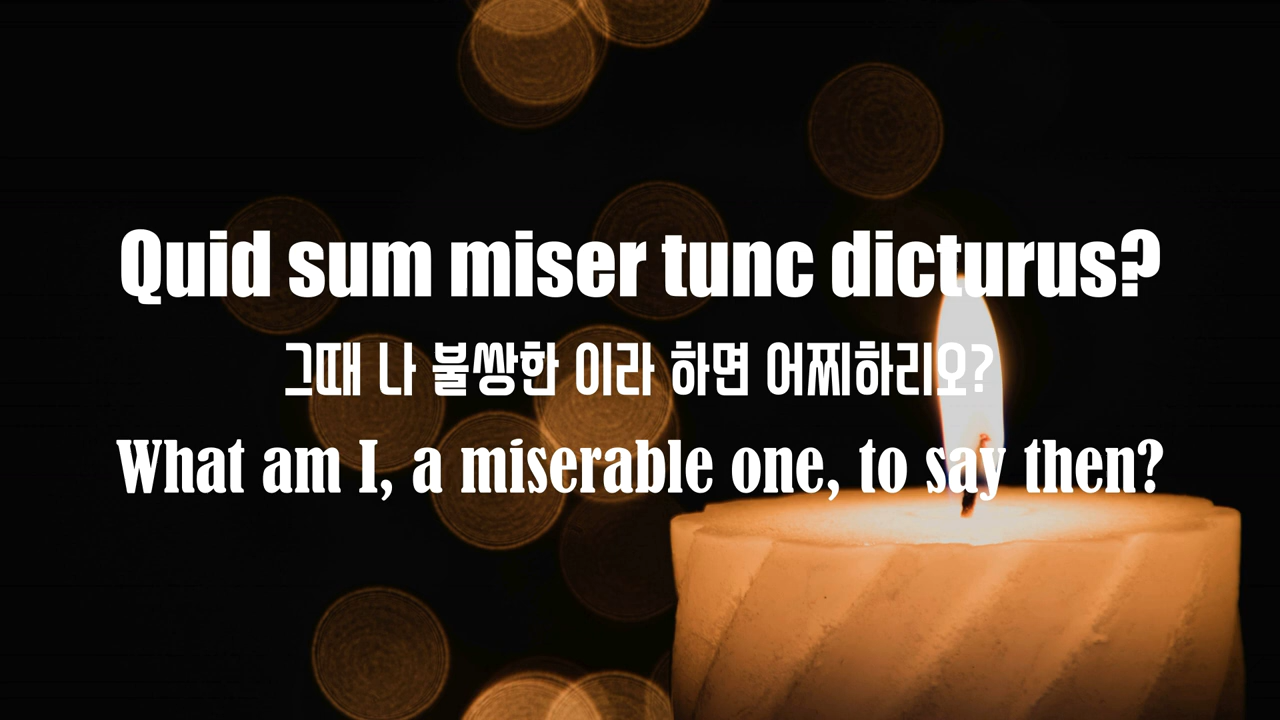 Quid sum miser tunc dicturus?
그때 나 불쌍한 이라 하면 어찌하리오?
What am I, a miserable one, to say then?